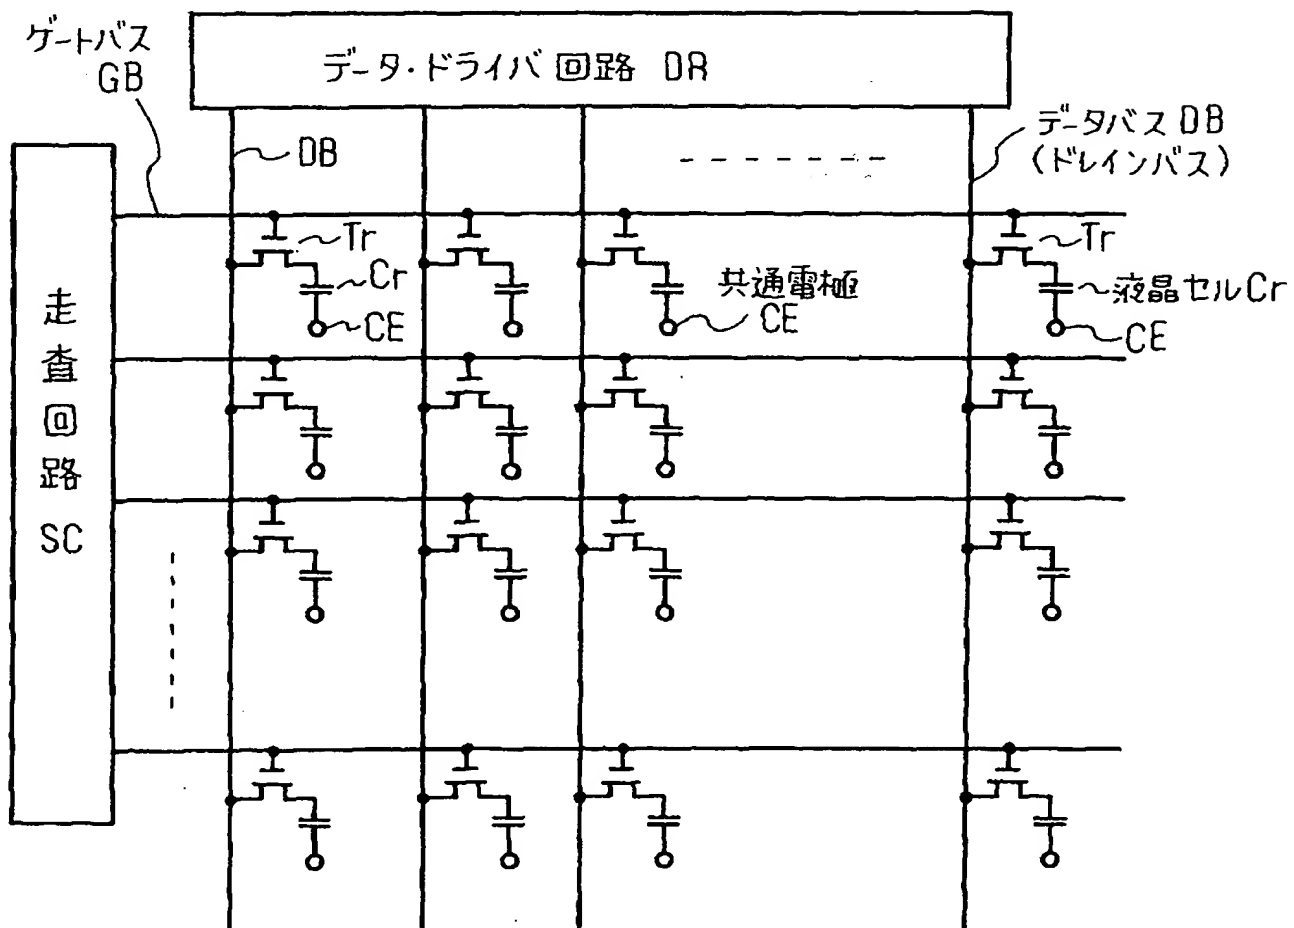 ゲートバス
GB
データ・ドライバ回路 DR
DB
データバス DB
(ドレインバス)
Tr
Cr
CE
共通電極
CE
Tr
液晶セルCr
CE
走
査
回
路
SC